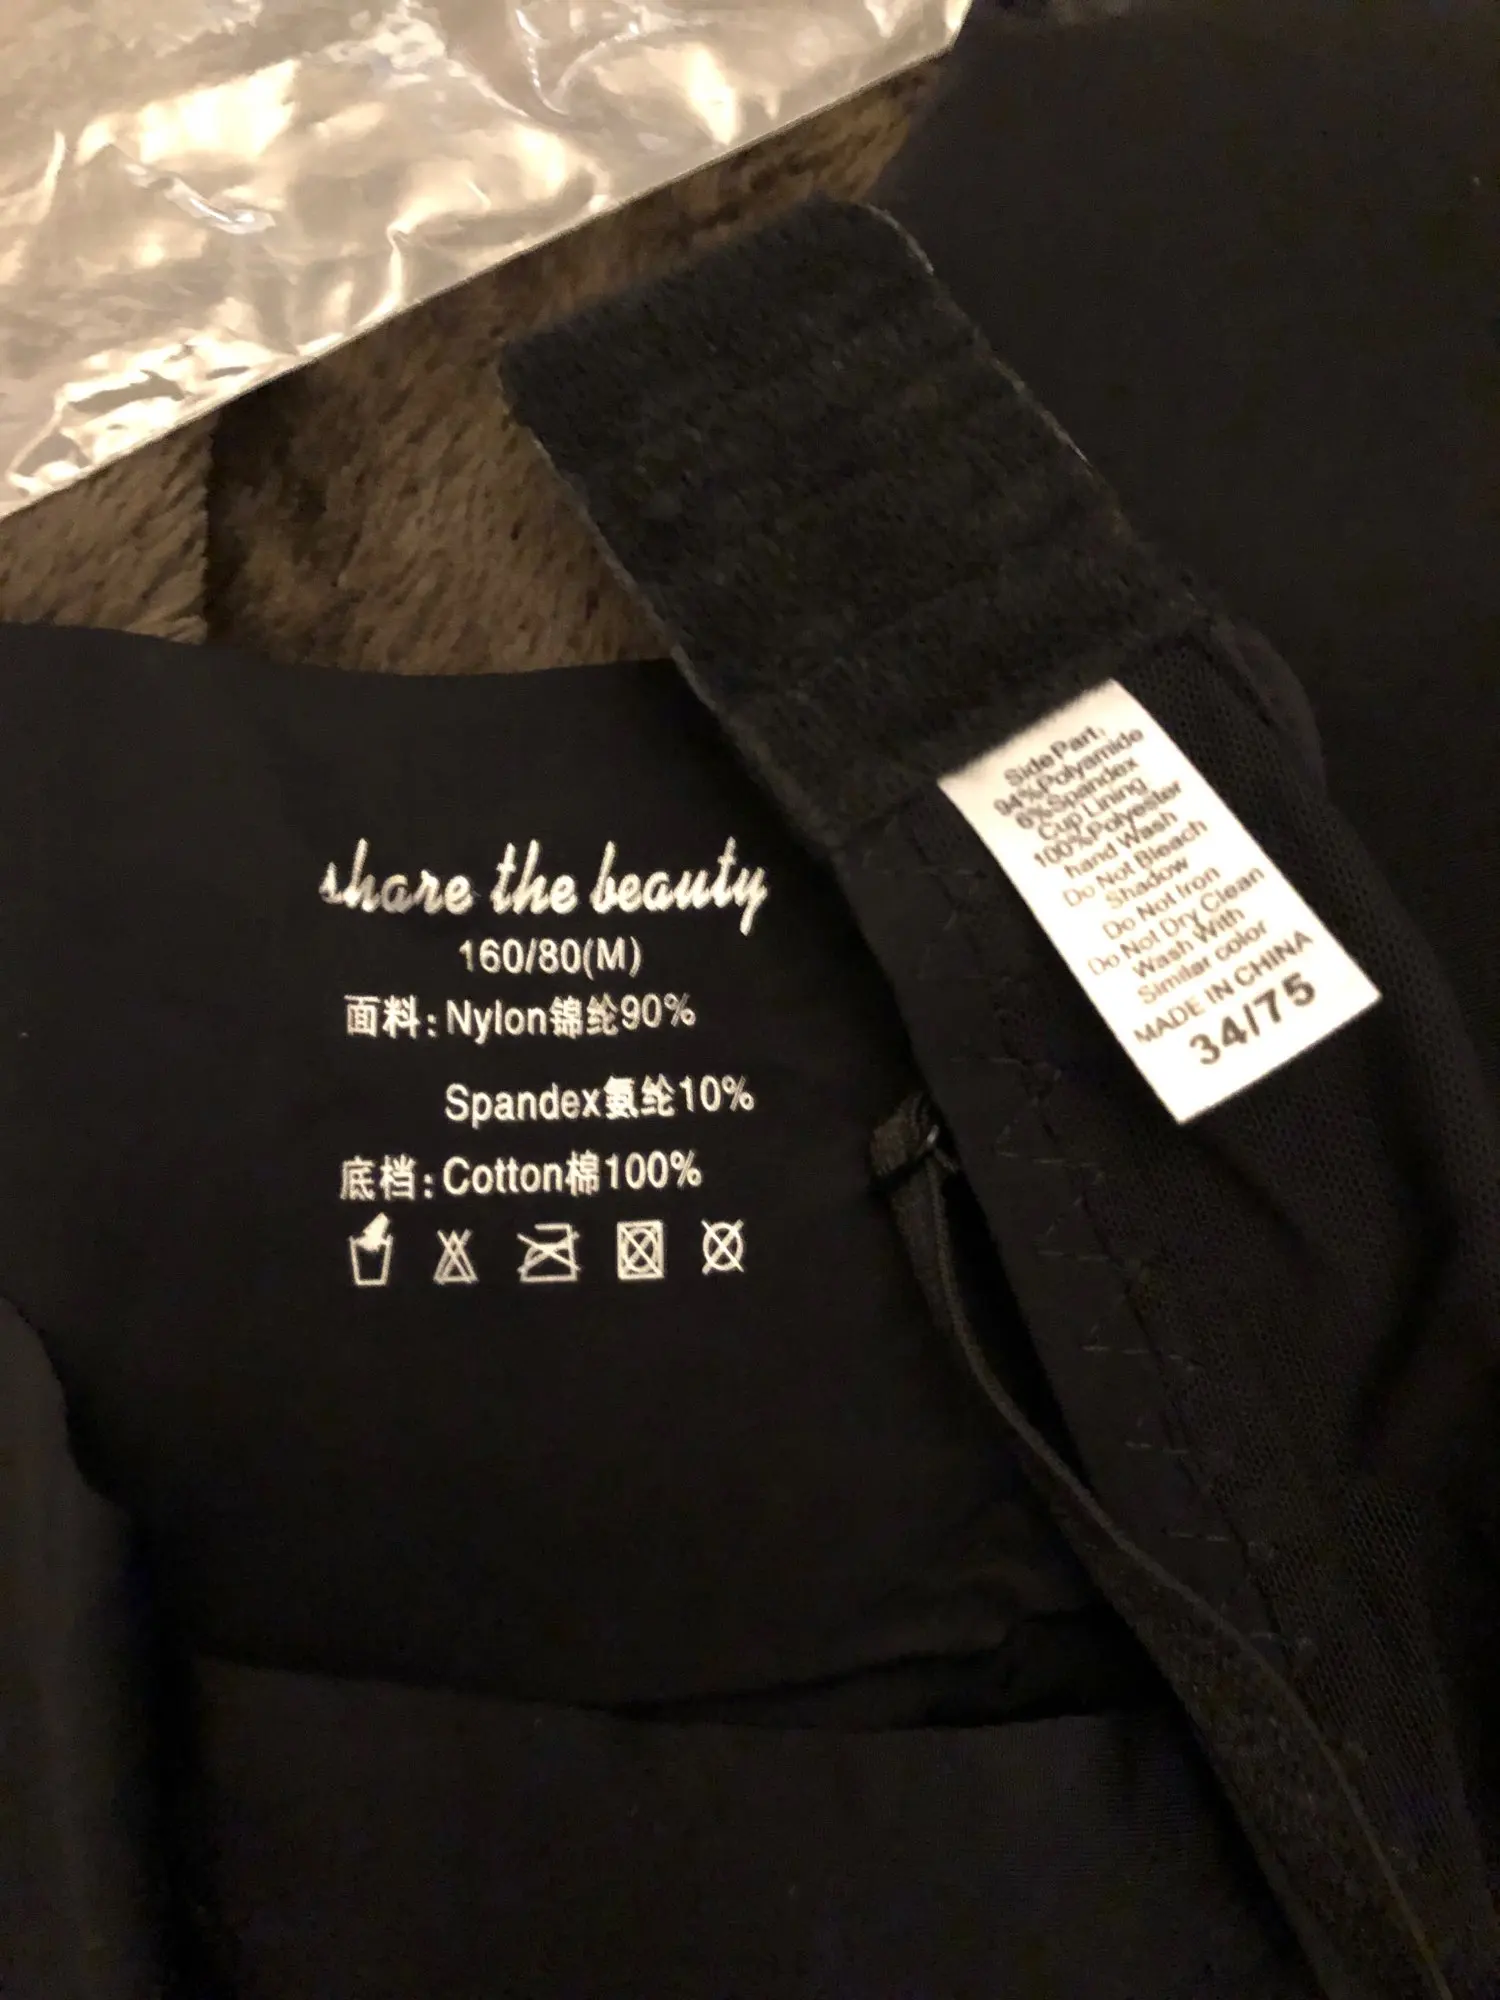 share the beauty
160/80(M)
面料:Nylon锦纶90%
Spandex氨纶10%
底档:Cotton棉100%
Side Part:
94%Polyamide
6%Spandex
Cup Lining
100%Polyester
hand Wash
Do Not Bleach
Shadow
Do Not Iron
Do Not Dry Clean
Wash With
Similar color
MADE IN CHINA
34/75